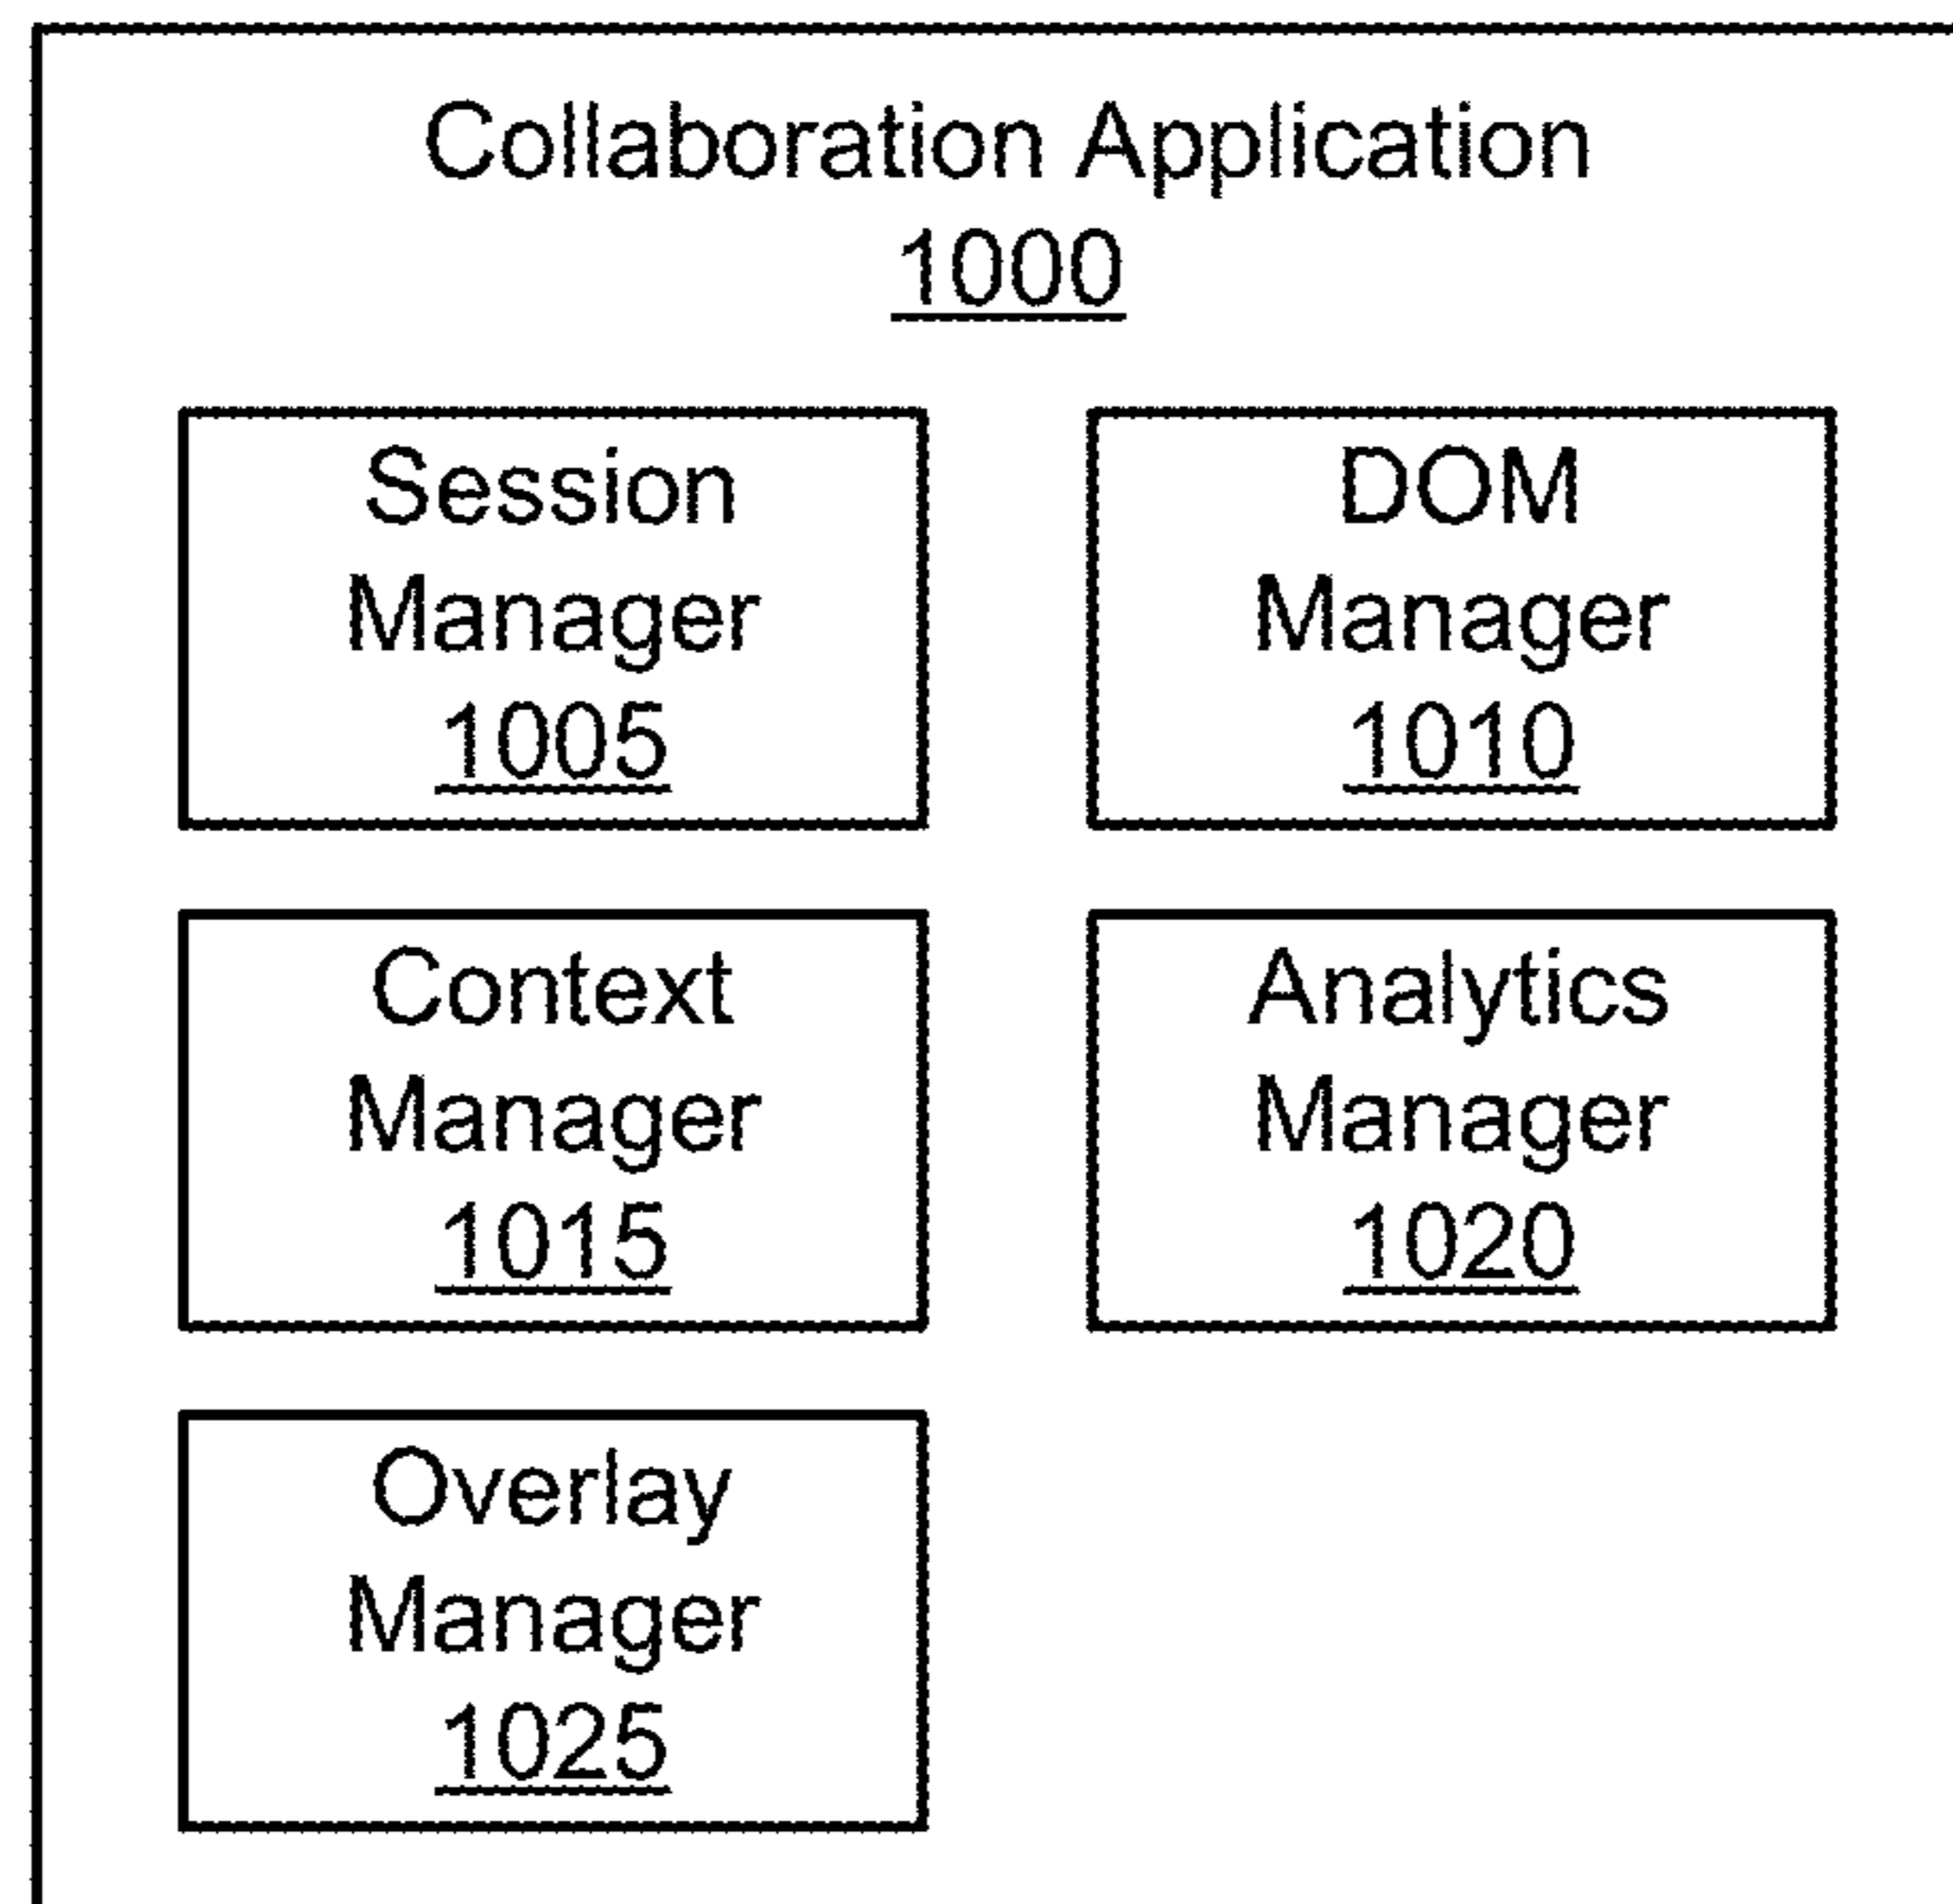 Collaboration Application
1000
Session
Manager
1005
DOM
Manager
1010
Context
Manager
1015
Analytics
Manager
1020
Overlay
Manager
1025